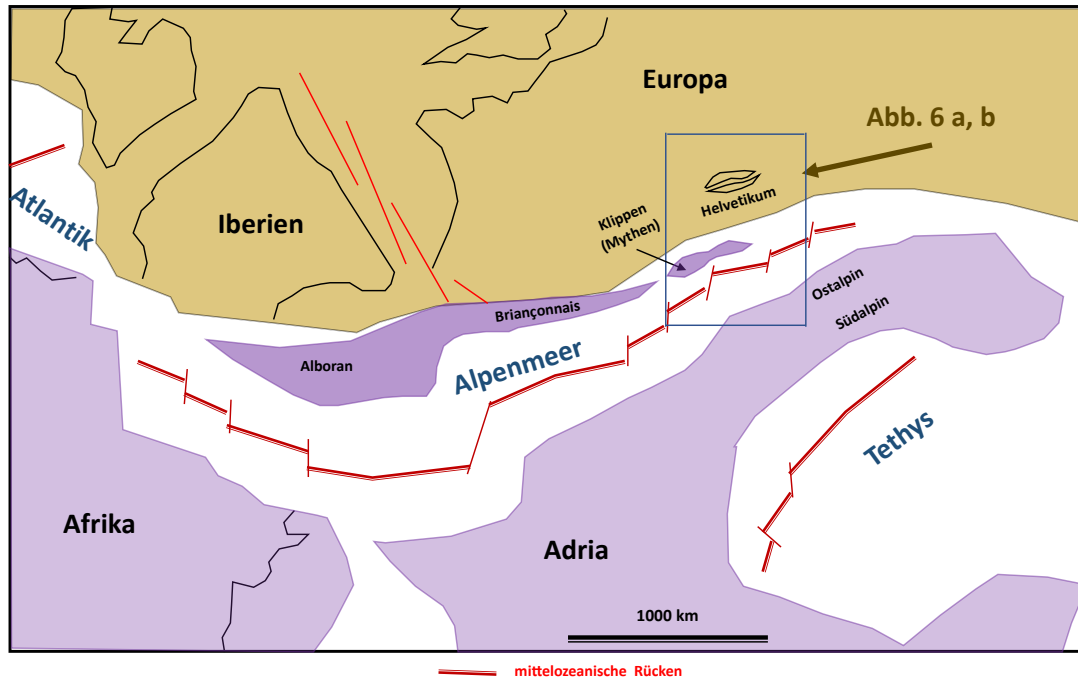 Europa
Abb. 6 a, b
Atlantik
Iberien
Klippen
(Mythen)
Helvetikum
Briançonnais
Alboran
Alpenmeer
Ostalpin
Südalpin
Tethys
Afrika
Adria
1000 km
mittelozeanische Rücken